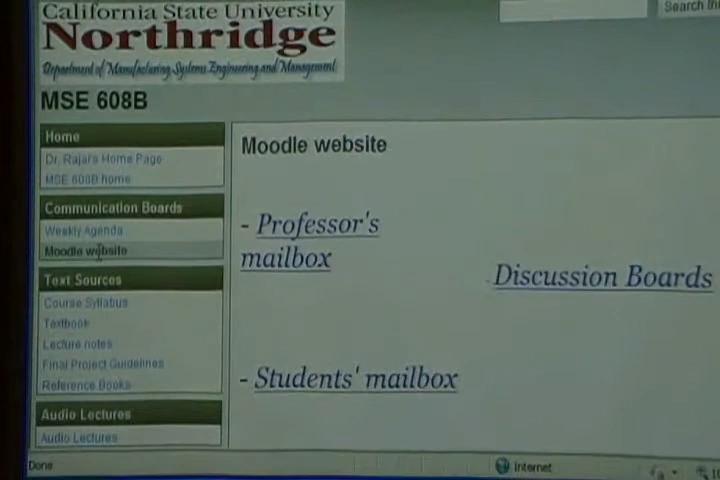 California State University
Northridge
Department of Manufacturing Systems Engineering and Management
Search
MSE 608B
Home
Dr. Rajai's Home Page
MSE 608B home
Communication Boards
Weekly Agenda
Moodle website
Text Sources
Course Syllabus
Textbook
Lecture notes
Final Project Guidelines
Reference Books
Audio Lectures
Audio Lectures
Moodle website
- Professor's
mailbox
Discussion Boards
- Students' mailbox
Done
Internet